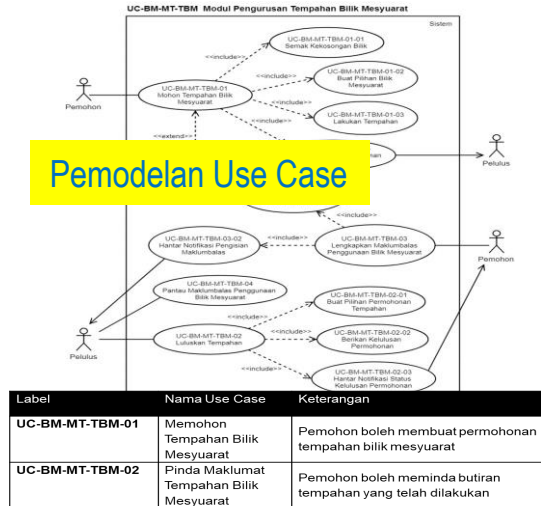 UC-BM-MT-TBM Modul Pengurusan Tempahan Bilik Mesyuarat
Sistem
UC-BM-MT-TBM-01-01
Semak Kekosongan Bilik
<<include>>
Pemohon
UC-BM-MT-TBM-01
Mohon Tempahan Bilik
Mesyuarat
<<include>>
UC-BM-MT-TBM-01-02
Buat Pilihan Bilik
Mesyuarat
<<include>>
UC-BM-MT-TBM-01-03
Lakukan Tempahan
<<extend>>
<<include>>
Pemodelan Use Case
Pelulus
<<include>>
UC-BM-MT-TBM-03-02
Hantar Notifikasi Pengisian
Maklumbalas
<<include>>
UC-BM-MT-TBM-03
Lengkapkan Maklumbalas
Penggunaan Bilik Mesyuarat
Pemohon
UC-BM-MT-TBM-04
Pantau Maklumbalas Penggunaan
Bilik Mesyuarat
UC-BM-MT-TBM-02-01
Buat Pilihan Permohonan
Tempahan
<<include>>
Pelulus
UC-BM-MT-TBM-02
Luluskan Tempahan
<<include>>
UC-BM-MT-TBM-02-02
Berikan Kelulusan
Permohonan
<<include>>
UC-BM-MT-TBM-02-03
Hantar Notifikasi Status
Kelulusan Permohonan
Label Nama Use Case Keterangan
UC-BM-MT-TBM-01 Memohon Tempahan Bilik Mesyuarat Pemohon boleh membuat permohonan tempahan bilik mesyuarat
UC-BM-MT-TBM-02 Pinda Maklumat Tempahan Bilik Mesyuarat Pemohon boleh meminda butiran tempahan yang telah dilakukan